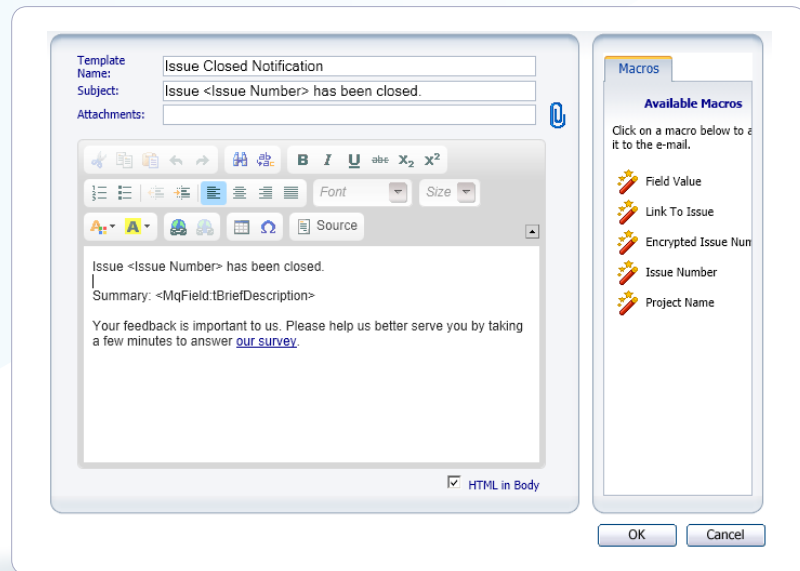 Template
Name:
Issue Closed Notification
Subject:
Issue <Issue Number> has been closed.
Attachments:
B I U abc X₂ X²
Font
Size
A
A
Ω
Source
Issue <Issue Number> has been closed.
Summary: <MqField:tBriefDescription>
Your feedback is important to us. Please help us better serve you by taking
a few minutes to answer our survey.
HTML in Body
Macros
Available Macros
Click on a macro below to a
it to the e-mail.
Field Value
Link To Issue
Encrypted Issue Num
Issue Number
Project Name
OK
Cancel